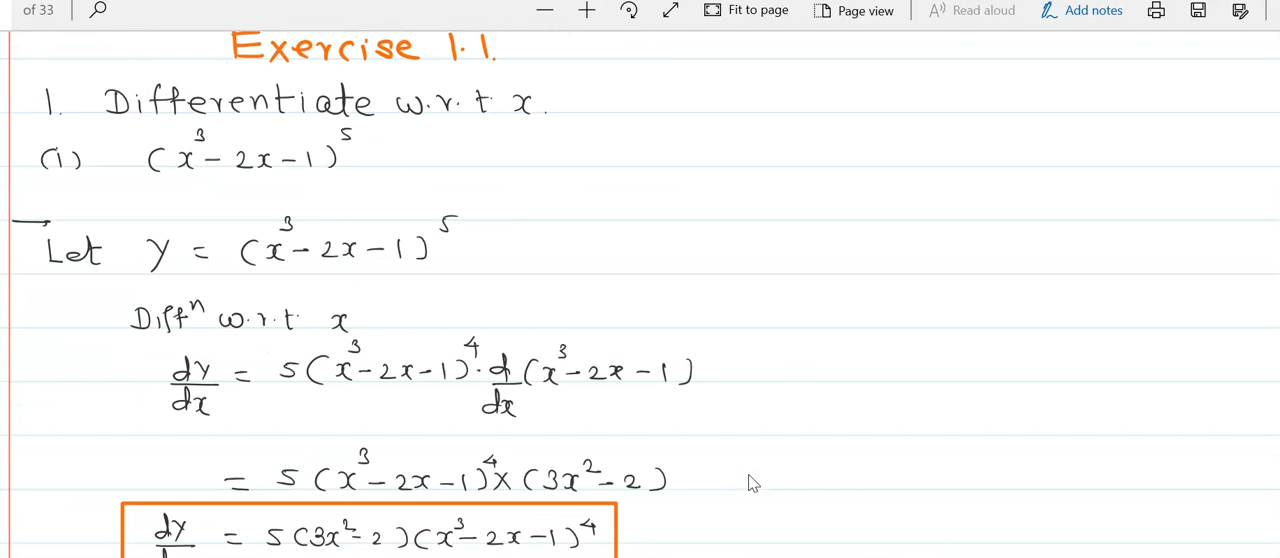 of 33 Fit to page Page view Read aloud Add notes
Exercise 1.1.
1. Differentiate w.r.t x.
(i) (x³ - 2x - 1)⁵
Let y = (x³ - 2x - 1)⁵
Diffⁿ w.r.t. x
dy/dx = 5(x³ - 2x - 1)⁴ · d/dx (x³ - 2x - 1)
= 5(x³ - 2x - 1)⁴ × (3x² - 2)
dy = 5(3x² - 2)(x³ - 2x - 1)⁴